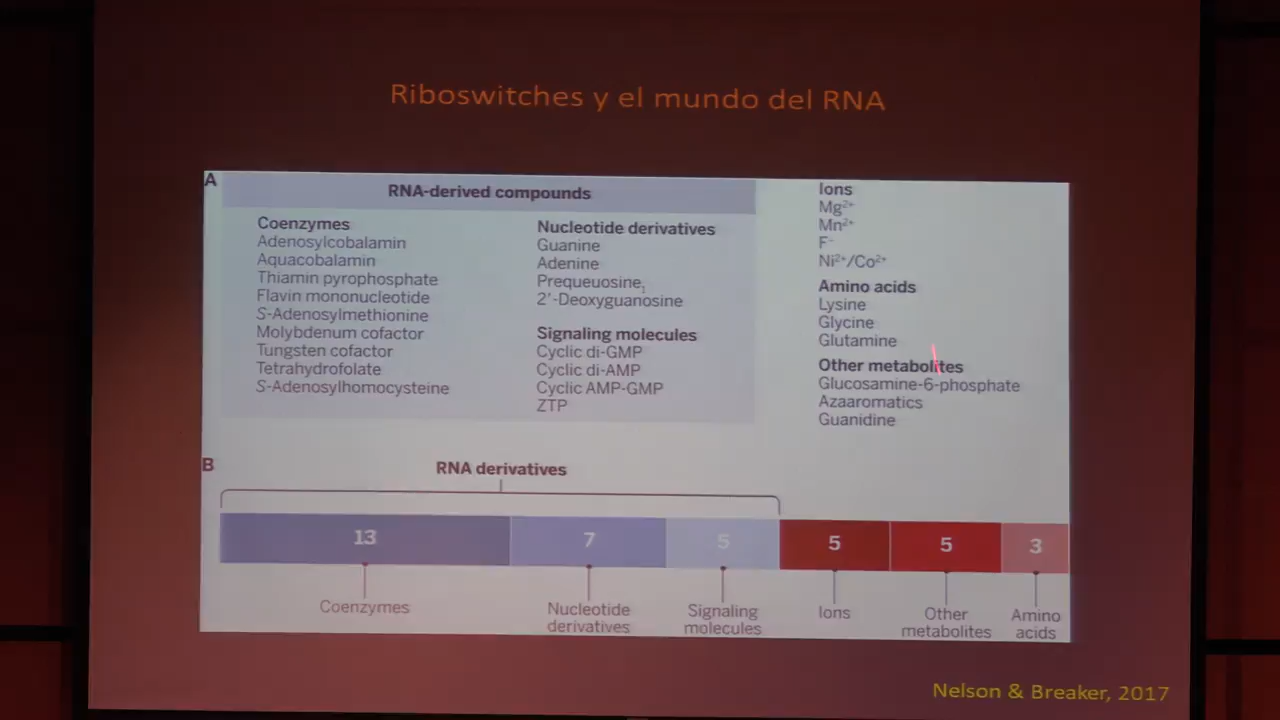 Riboswitches y el mundo del RNA
A
RNA-derived compounds
Coenzymes
Adenosylcobalamin
Aquacobalamin
Thiamin pyrophosphate
Flavin mononucleotide
S-Adenosylmethionine
Molybdenum cofactor
Tungsten cofactor
Tetrahydrofolate
S-Adenosylhomocysteine
Nucleotide derivatives
Guanine
Adenine
Prequeuosine₁
2′-Deoxyguanosine
Signaling molecules
Cyclic di-GMP
Cyclic di-AMP
Cyclic AMP-GMP
ZTP
Ions
Mg²⁺
Mn²⁺
F⁻
Ni²⁺/Co²⁺
Amino acids
Lysine
Glycine
Glutamine
Other metabolites
Glucosamine-6-phosphate
Azaaromatics
Guanidine
B
RNA derivatives
13 7 5 5 5 3
Coenzymes
Nucleotide
derivatives
Signaling
molecules
Ions
Other
metabolites
Amino
acids
Nelson & Breaker, 2017